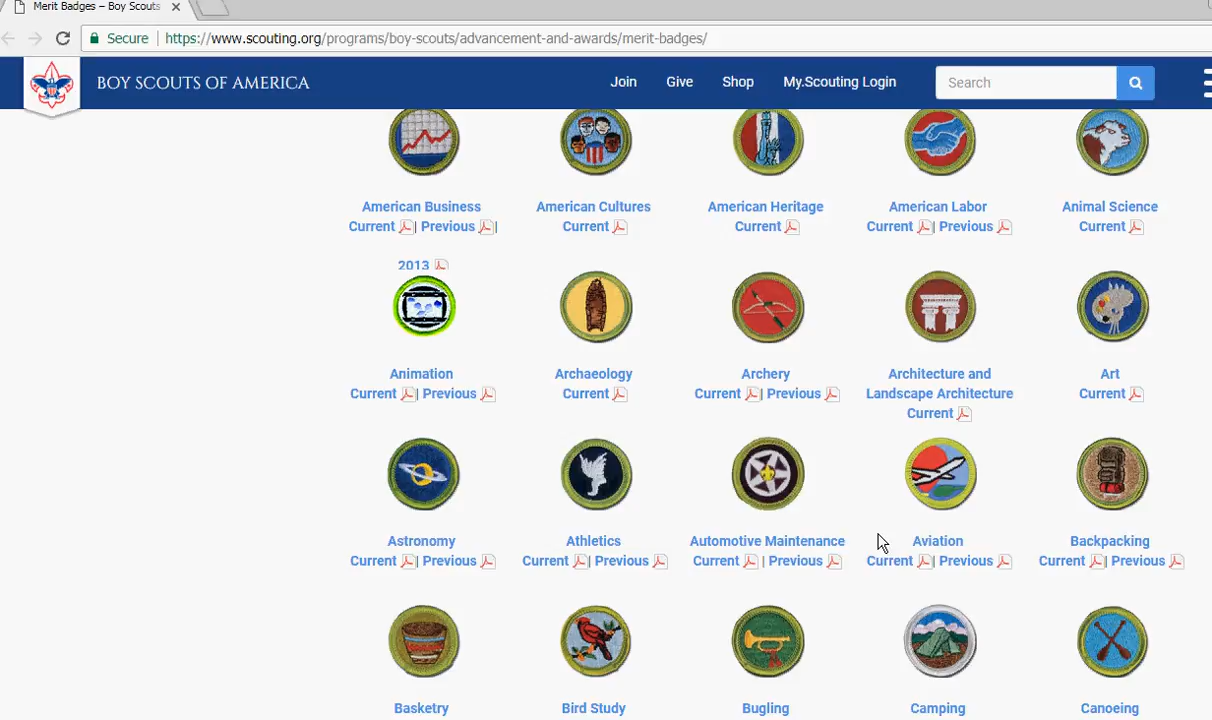 Merit Badges – Boy Scouts
Secure | https://www.scouting.org/programs/boy-scouts/advancement-and-awards/merit-badges/
BOY SCOUTS OF AMERICA Join Give Shop My.Scouting Login Search
American Business American Cultures American Heritage American Labor Animal Science
Current | Previous | Current Current Current | Previous Current
2013
Animation Archaeology Archery Architecture and Art
Current | Previous Current Current | Previous Landscape Architecture Current
Current
Astronomy Athletics Automotive Maintenance Aviation Backpacking
Current | Previous Current | Previous Current | Previous Current | Previous Current | Previous
Basketry Bird Study Bugling Camping Canoeing